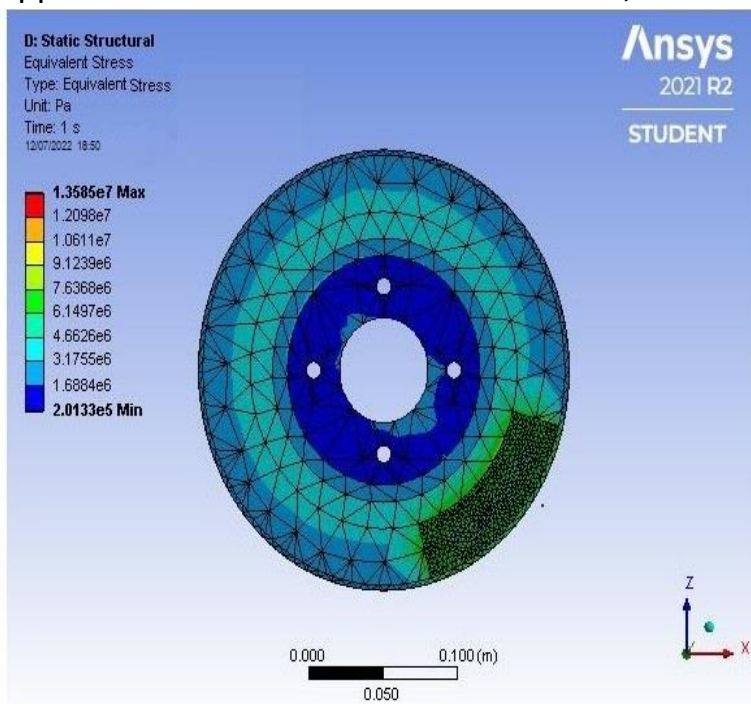 D: Static Structural
Equivalent Stress
Type: Equivalent Stress
Unit: Pa
Time: 1 s
12/07/2022 18:50
Ansys
2021 R2
STUDENT
1.3585e7 Max
1.2098e7
1.0611e7
9.1239e6
7.6368e6
6.1497e6
4.6626e6
3.1755e6
1.6884e6
2.0133e5 Min
0.000
0.100 (m)
0.050
Z
X